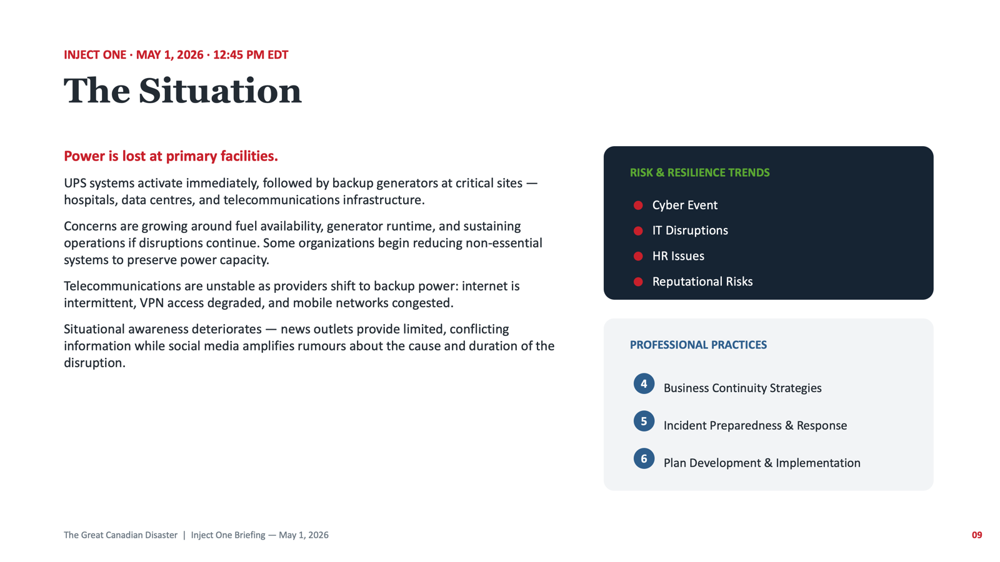 INJECT ONE · MAY 1, 2026 · 12:45 PM EDT
The Situation
Power is lost at primary facilities.
UPS systems activate immediately, followed by backup generators at critical sites —
hospitals, data centres, and telecommunications infrastructure.
Concerns are growing around fuel availability, generator runtime, and sustaining
operations if disruptions continue. Some organizations begin reducing non-essential
systems to preserve power capacity.
Telecommunications are unstable as providers shift to backup power: internet is
intermittent, VPN access degraded, and mobile networks congested.
Situational awareness deteriorates — news outlets provide limited, conflicting
information while social media amplifies rumours about the cause and duration of the
disruption.
RISK & RESILIENCE TRENDS
Cyber Event
IT Disruptions
HR Issues
Reputational Risks
PROFESSIONAL PRACTICES
4 Business Continuity Strategies
5 Incident Preparedness & Response
6 Plan Development & Implementation
The Great Canadian Disaster | Inject One Briefing — May 1, 2026
09